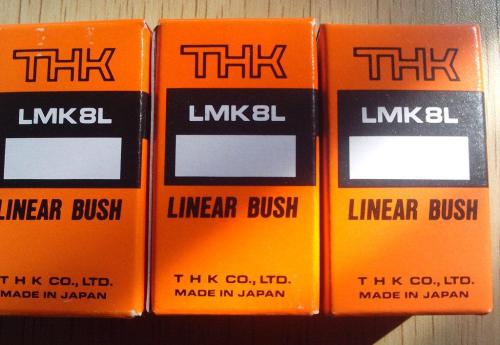 THK
LMK8L
LINEAR BUSH
T H K CO., LTD.
MADE IN JAPAN
THK
LMK8L
LINEAR BUSH
T H K CO., LTD.
MADE IN JAPAN
THK
LMK8L
LINEAR BUSH
T H K CO., LTD.
MADE IN JAPAN